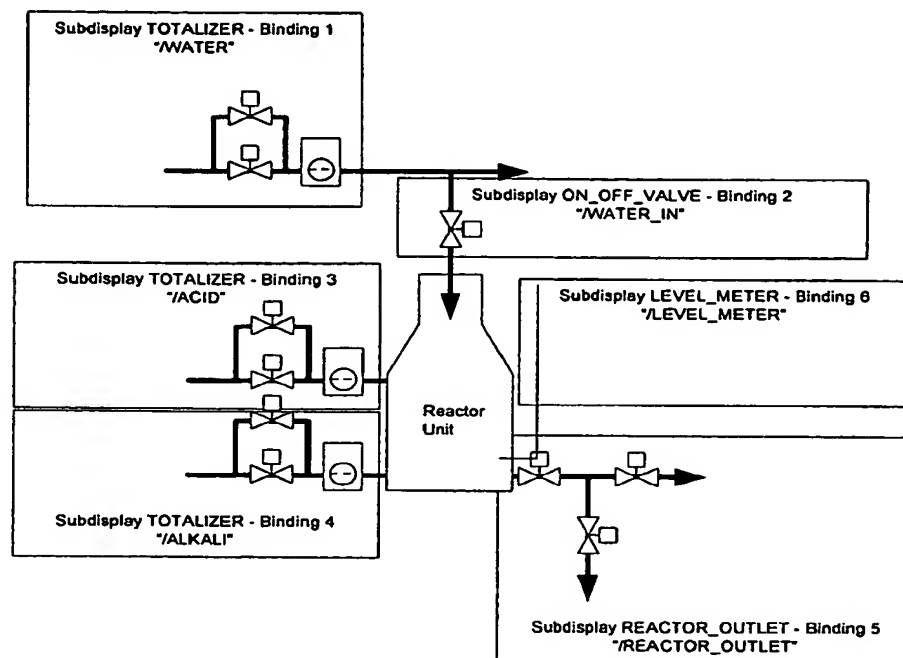 Subdisplay TOTALIZER - Binding 1
"/WATER"
Subdisplay ON_OFF_VALVE - Binding 2
"/WATER_IN"
Subdisplay TOTALIZER - Binding 3
"/ACID"
Subdisplay LEVEL_METER - Binding 6
"/LEVEL_METER"
Reactor
Unit
Subdisplay TOTALIZER - Binding 4
"/ALKALI"
Subdisplay REACTOR_OUTLET - Binding 5
"/REACTOR_OUTLET"